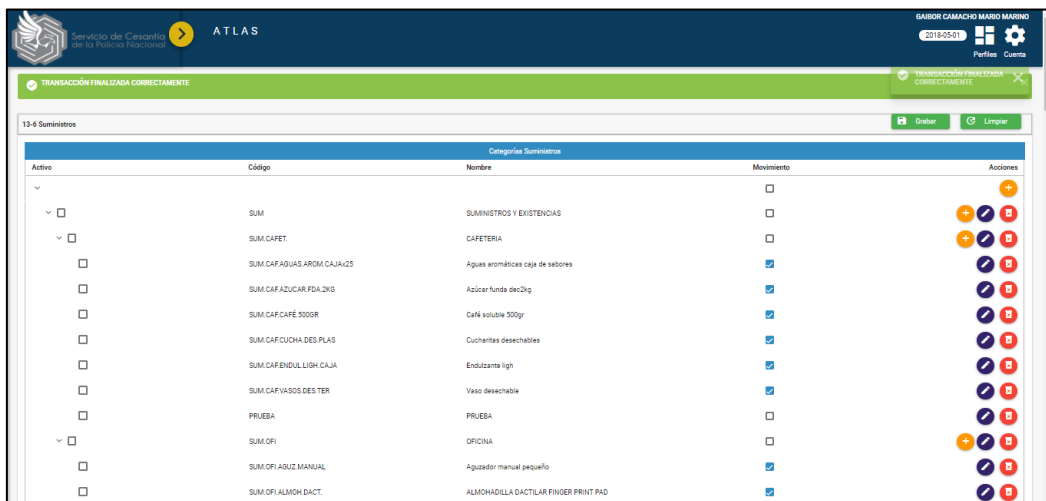 GAIBOR CAMACHO MARIO MARINO
Servicio de Cesantía
de la Policía Nacional
ATLAS
2018-05-01
Perfiles Cuenta
TRANSACCIÓN FINALIZADA CORRECTAMENTE
TRANSACCIÓN FINALIZADA
CORRECTAMENTE
13-6 Suministros
Grabar Limpiar
Categorías Suministros
Activo Código Nombre Movimiento Acciones
SUM SUMINISTROS Y EXISTENCIAS
SUM.CAFET. CAFETERIA
SUM.CAF.AGUAS.AROM.CAJAx25 Aguas aromáticas caja de sabores
SUM.CAF.AZUCAR.FDA.2KG Azúcar funda dec2kg
SUM.CAF.CAFÉ.500GR Café soluble 500gr
SUM.CAF.CUCHA.DES.PLAS Cucharitas desechables
SUM.CAF.ENDUL.LIGH.CAJA Endulzante ligh
SUM.CAF.VASOS.DES.TER Vaso desechable
PRUEBA PRUEBA
SUM.OFI OFICINA
SUM.OFI.AGUZ.MANUAL Aguzador manual pequeño
SUM.OFI.ALMOH.DACT. ALMOHADILLA DACTILAR FINGER PRINT PAD